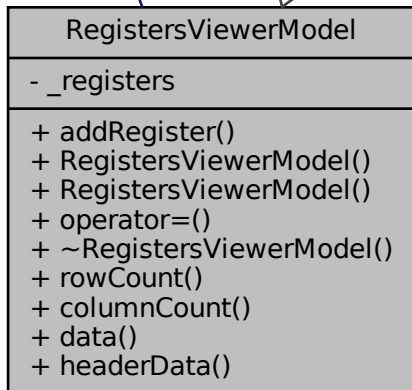 RegistersViewerModel
- _registers
+ addRegister()
+ RegistersViewerModel()
+ RegistersViewerModel()
+ operator=()
+ ~RegistersViewerModel()
+ rowCount()
+ columnCount()
+ data()
+ headerData()